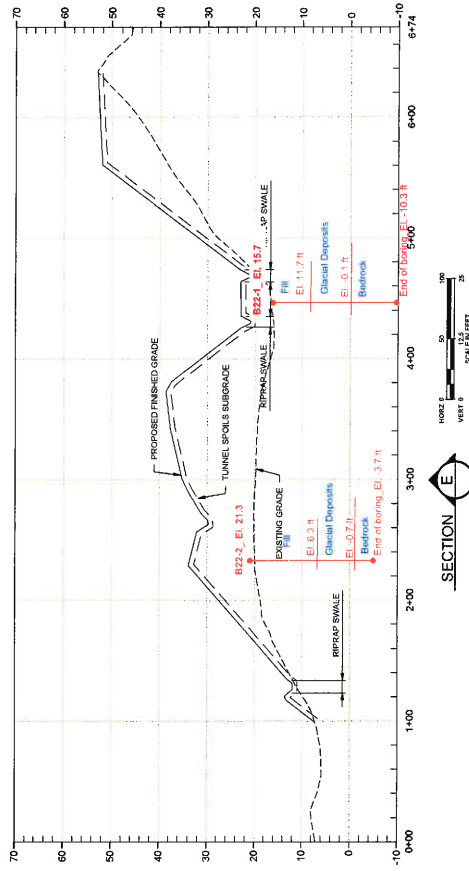 70
60
50
40
30
20
10
0
-10
70
60
50
40
30
20
10
0
-10
0+00
1+00
2+00
3+00
4+00
5+00
6+00
6+74
PROPOSED FINISHED GRADE
TUNNEL SPOILS SUBGRADE
EXISTING GRADE
RIPRAP SWALE
RIPRAP SWALE
RIPRAP SWALE
B22-2_ El. 21.3
Fill
El. 6.3 ft
Glacial Deposits
El. -0.7 ft
Bedrock
End of boring_El. -3.7 ft
B22-1_ El. 15.7
Fill
El. 11.7 ft
Glacial Deposits
El. -0.1 ft
Bedrock
End of boring_EL -10.3 ft
SECTION E
HORZ 0 50 100
VERT 0 12.5 25
SCALE IN FEET